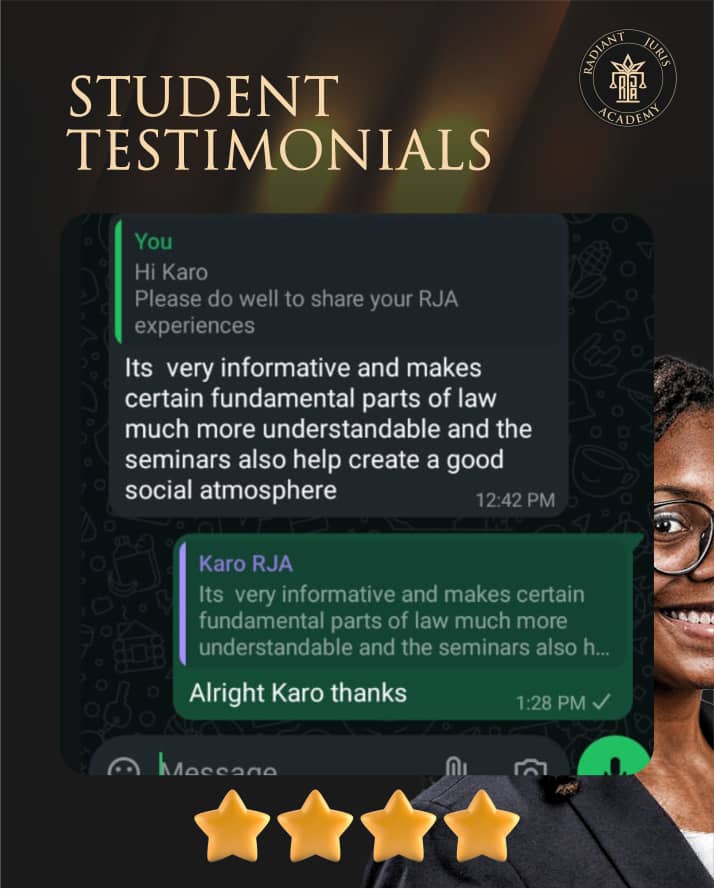 RADIANT JURIS
RJA
ACADEMY
STUDENT
TESTIMONIALS
You
Hi Karo
Please do well to share your RJA
experiences
Its  very informative and makes
certain fundamental parts of law
much more understandable and the
seminars also help create a good
social atmosphere
12:42 PM
Karo RJA
Its  very informative and makes certain
fundamental parts of law much more
understandable and the seminars also h...
Alright Karo thanks
1:28 PM
Message